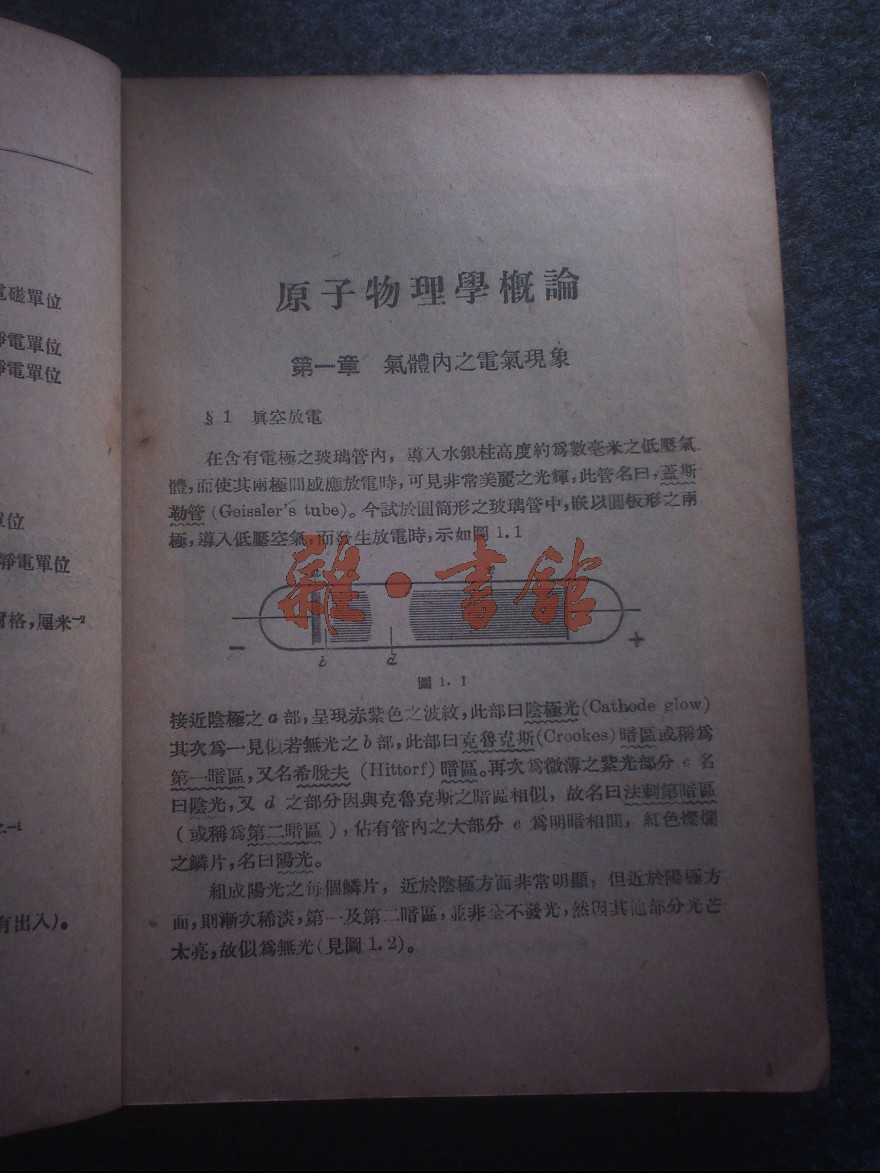 電磁單位
靜電單位
靜電單位
單位
靜電單位
爾格,厘米⁻²
有出入)。
原子物理學概論
第一章 氣體內之電氣現象
§1 眞空放電
在含有電極之玻璃管內, 導入水銀柱高度約爲數毫米之低壓氣
體,而使其兩極間感應放電時,可見非常美麗之光輝,此管名曰,蓋斯
勒管(Geissler's tube)。今試於圓筒形之玻璃管中,嵌以圓板形之兩
極,導入低壓空氣,而發生放電時,示如圖1.1
雜·書館
− +
b d
圖 1.1
接近陰極之a部,呈現赤紫色之波紋,此部曰陰極光(Cathode glow)
其次爲一見似若無光之b部,此部曰克魯克斯(Crookes)暗區或稱爲
第一暗區,又名希脫夫 (Hittorf)暗區。再次爲微薄之紫光部分 c 名
曰陰光,又 d 之部分因與克魯克斯之暗區相似, 故名曰法刺第暗區
(或稱爲第二暗區), 佔有管內之大部分 e 爲明暗相間, 紅色燦爛
之鱗片,名曰陽光。
組成陽光之每個鱗片, 近於陰極方面非常明顯, 但近於陽極方
面,則漸次稀淡,第一及第二暗區,並非全不發光,然因其他部分光芒
太亮,故似爲無光(見圖1.2)。